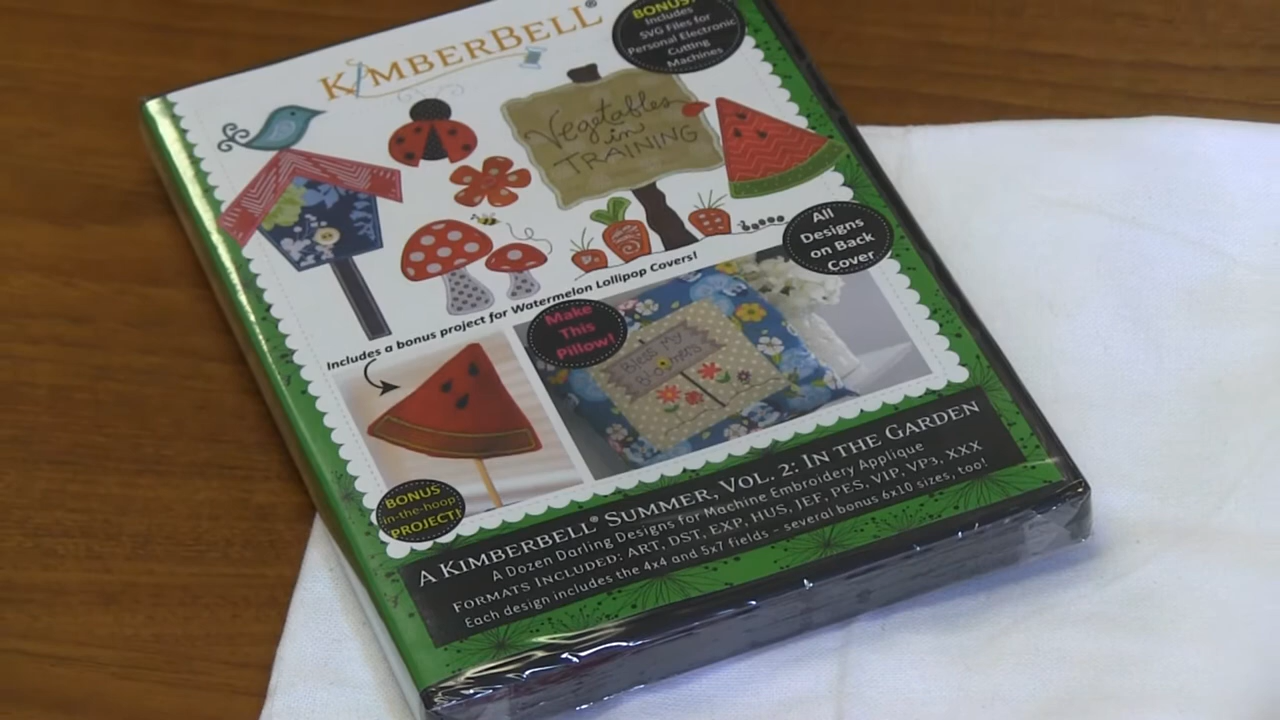 KIMBERBELL®
BONUS!
Includes
SVG Files for
Personal Electronic
Cutting
Machines
Vegetables
in
TRAINING
All
Designs
on Back
Cover
Includes a bonus project for Watermelon Lollipop Covers!
Make
This
Pillow!
Bless My
Bloomers
BONUS
in-the-hoop
PROJECT!
A KIMBERBELL® SUMMER, VOL. 2: IN THE GARDEN
A Dozen Darling Designs for Machine Embroidery Applique
FORMATS INCLUDED: ART, DST, EXP, HUS, JEF, PES, VIP, VP3, XXX
Each design includes the 4x4 and 5x7 fields - several bonus 6x10 sizes, too!